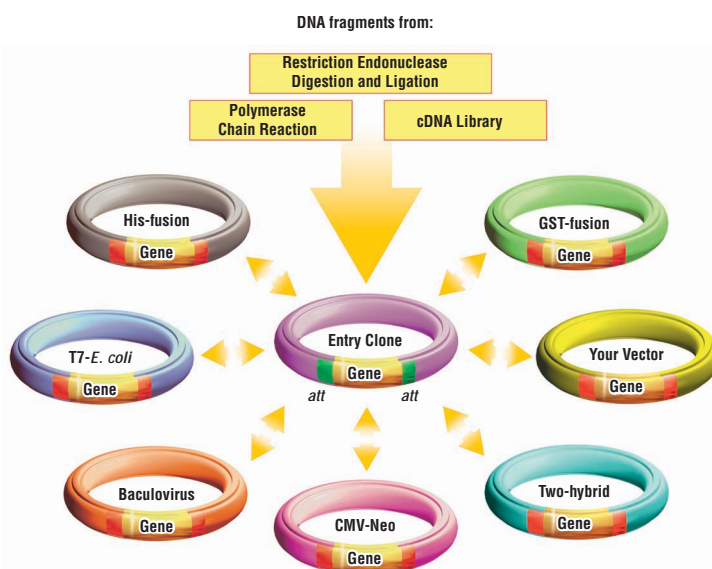 DNA fragments from:
Restriction Endonuclease
Digestion and Ligation
Polymerase
Chain Reaction
cDNA Library
His-fusion
Gene
GST-fusion
Gene
T7-E. coli
Gene
Entry Clone
Gene
att
att
Your Vector
Gene
Baculovirus
Gene
CMV-Neo
Gene
Two-hybrid
Gene